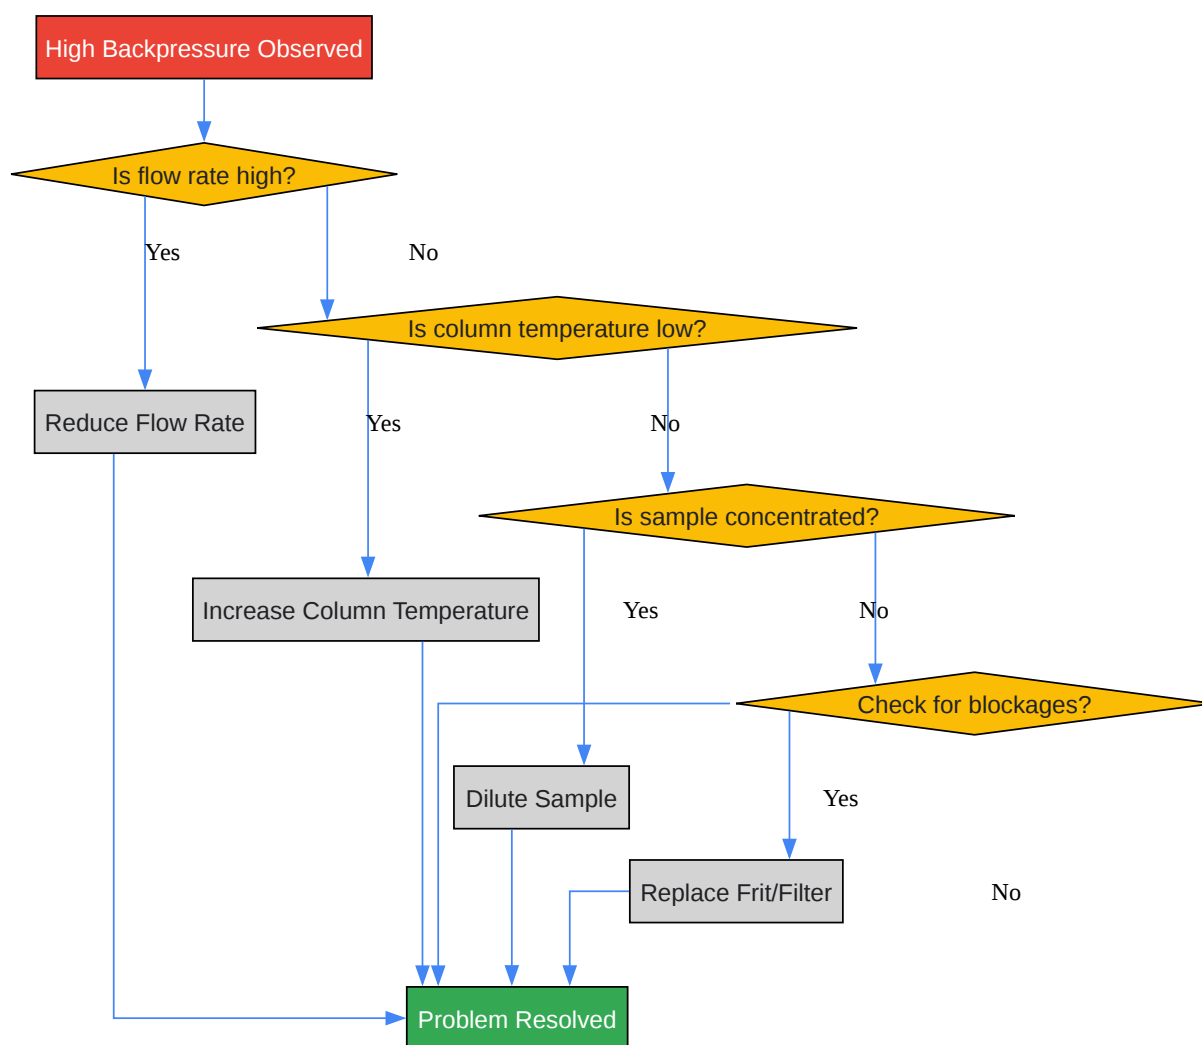 High Backpressure Observed
Is flow rate high?
Yes
No
Is column temperature low?
Reduce Flow Rate
Yes
No
Is sample concentrated?
Increase Column Temperature
Yes
No
Check for blockages?
Dilute Sample
Yes
Replace Frit/Filter
No
Problem Resolved